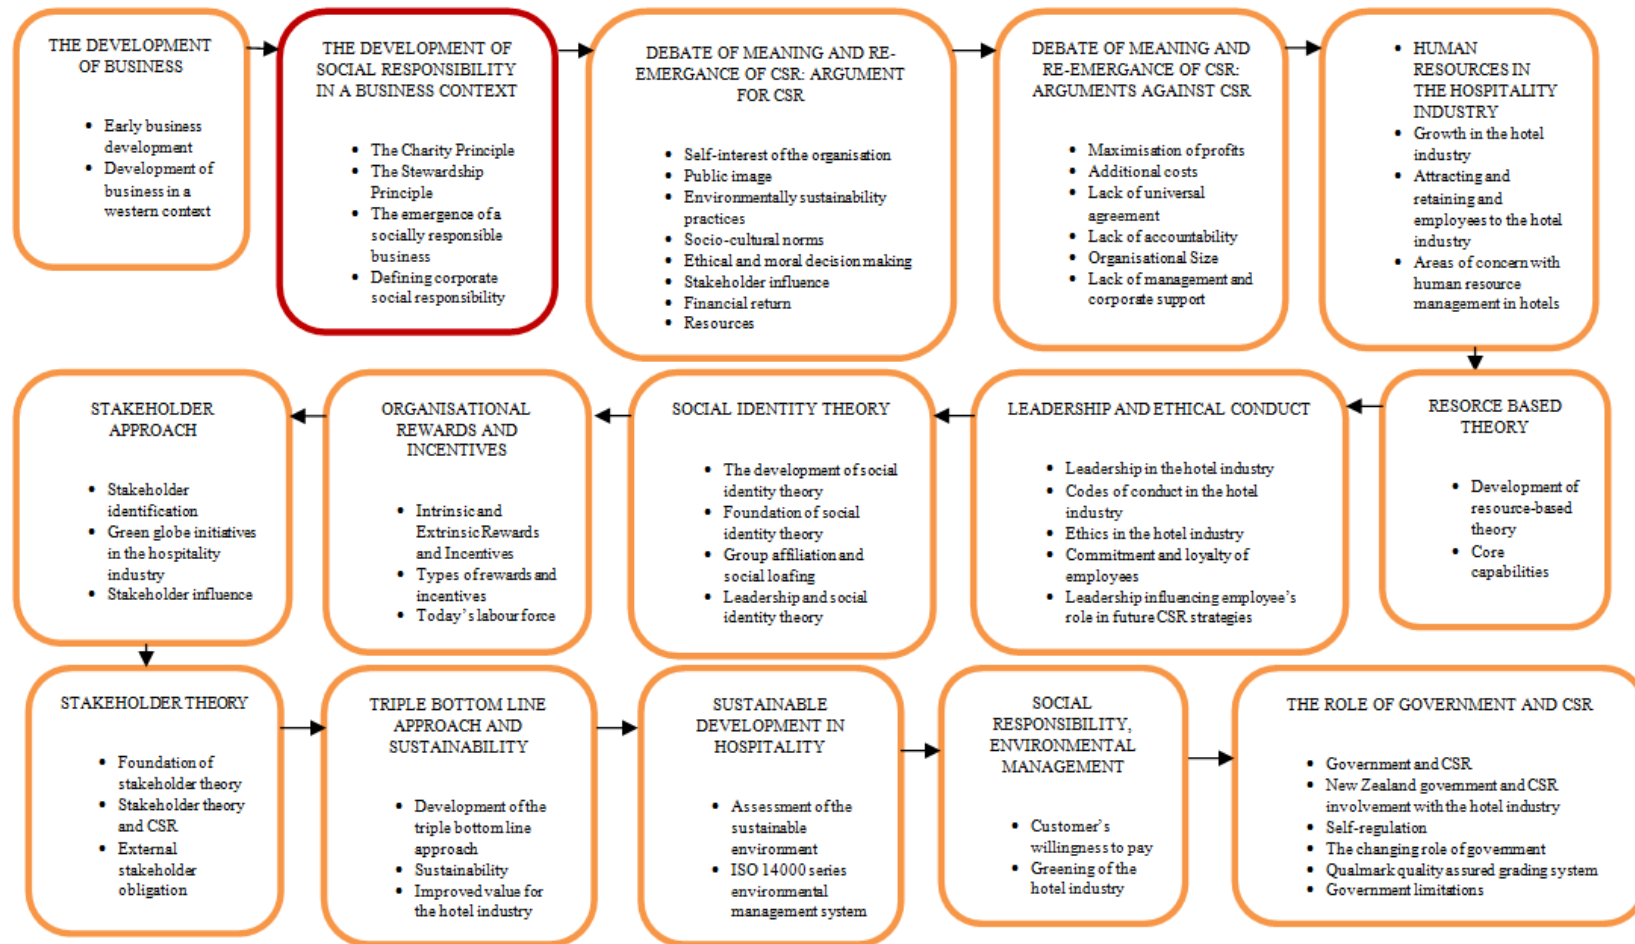 THE DEVELOPMENT
OF BUSINESS
• Early business
development
• Development of
business in a
western context
THE DEVELOPMENT OF
SOCIAL RESPONSIBILITY
IN A BUSINESS CONTEXT
• The Charity Principle
• The Stewardship
Principle
• The emergence of a
socially responsible
business
• Defining corporate
social responsibility
DEBATE OF MEANING AND RE-
EMERGANCE OF CSR: ARGUMENT
FOR CSR
• Self-interest of the organisation
• Public image
• Environmentally sustainability
practices
• Socio-cultural norms
• Ethical and moral decision making
• Stakeholder influence
• Financial return
• Resources
DEBATE OF MEANING AND
RE-EMERGANCE OF CSR:
ARGUMENTS AGAINST CSR
• Maximisation of profits
• Additional costs
• Lack of universal
agreement
• Lack of accountability
• Organisational Size
• Lack of management and
corporate support
• HUMAN
RESOURCES IN
THE HOSPITALITY
INDUSTRY
• Growth in the hotel
industry
• Attracting and
retaining and
employees to the hotel
industry
• Areas of concern with
human resource
management in hotels
RESORCE BASED
THEORY
• Development of
resource-based
theory
• Core
capabilities
LEADERSHIP AND ETHICAL CONDUCT
• Leadership in the hotel industry
• Codes of conduct in the hotel
industry
• Ethics in the hotel industry
• Commitment and loyalty of
employees
• Leadership influencing employee's
role in future CSR strategies
SOCIAL IDENTITY THEORY
• The development of social
identity theory
• Foundation of social
identity theory
• Group affiliation and
social loafing
• Leadership and social
identity theory
ORGANISATIONAL
REWARDS AND
INCENTIVES
• Intrinsic and
Extrinsic Rewards
and Incentives
• Types of rewards and
incentives
• Today's labour force
STAKEHOLDER
APPROACH
• Stakeholder
identification
• Green globe initiatives
in the hospitality
industry
• Stakeholder influence
STAKEHOLDER THEORY
• Foundation of
stakeholder theory
• Stakeholder theory
and CSR
• External
stakeholder
obligation
TRIPLE BOTTOM LINE
APPROACH AND
SUSTAINABILITY
• Development of the
triple bottom line
approach
• Sustainability
• Improved value for
the hotel industry
SUSTAINABLE
DEVELOPMENT IN
HOSPITALITY
• Assessment of the
sustainable
environment
• ISO 14000 series
environmental
management system
SOCIAL
RESPONSIBILITY,
ENVIRONMENTAL
MANAGEMENT
• Customer's
willingness to pay
• Greening of the
hotel industry
THE ROLE OF GOVERNMENT AND CSR
• Government and CSR
• New Zealand government and CSR
involvement with the hotel industry
• Self-regulation
• The changing role of government
• Qualmark quality assured grading system
• Government limitations